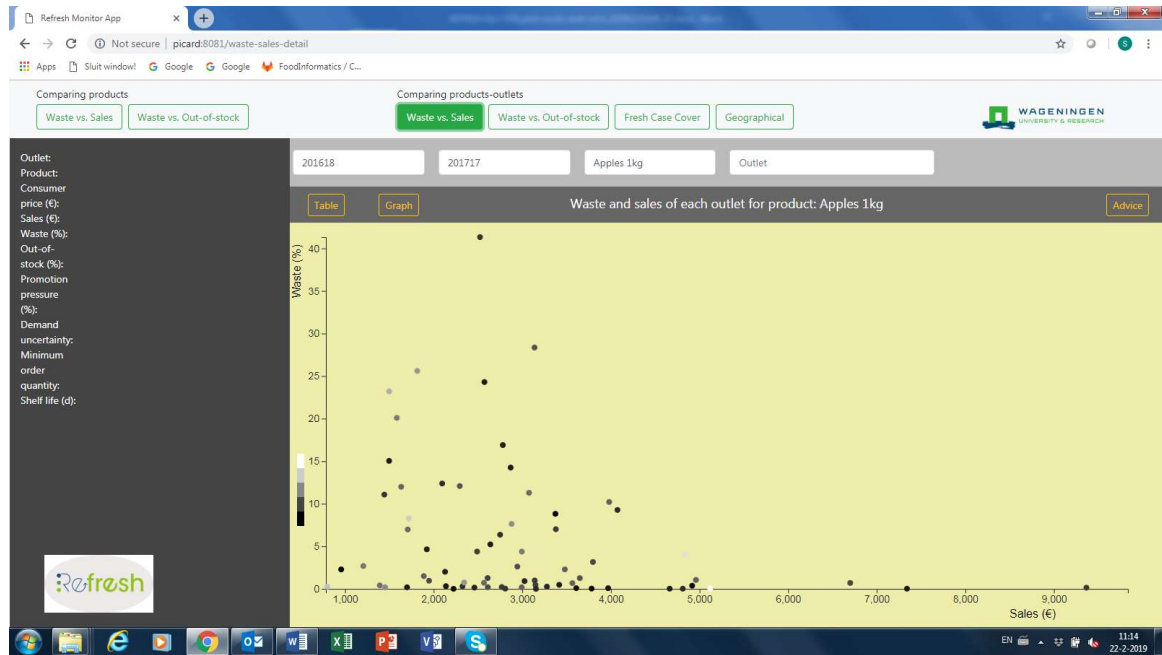 Refresh Monitor App
Not secure | picard:8081/waste-sales-detail
Apps Sluit window! Google Google FoodInformatics / C...
Comparing products
Comparing products-outlets
Waste vs. Sales Waste vs. Out-of-stock
Waste vs. Sales Waste vs. Out-of-stock Fresh Case Cover Geographical
WAGENINGEN
UNIVERSITY & RESEARCH
201618 201717 Apples 1kg Outlet
Table Graph Waste and sales of each outlet for product: Apples 1kg Advice
Outlet:
Product:
Consumer
price (€):
Sales (€):
Waste (%):
Out-of-
stock (%):
Promotion
pressure
(%):
Demand
uncertainty:
Minimum
order
quantity:
Shelf life (d):
Refresh
Waste (%)
40
35
30
25
20
15
10
5
0
1,000 2,000 3,000 4,000 5,000 6,000 7,000 8,000 9,000
Sales (€)
EN 11:14
22-2-2019